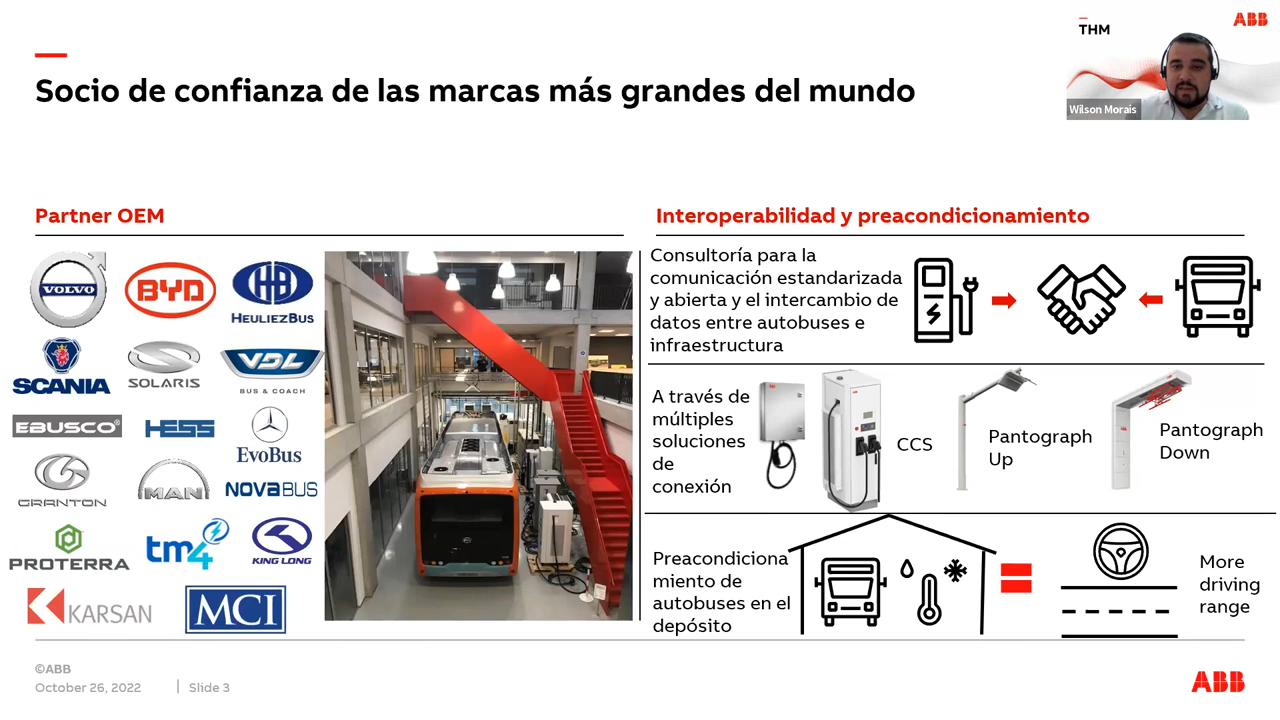 THM
ABB
Wilson Morais
Socio de confianza de las marcas más grandes del mundo
Partner OEM
VOLVO
BYD
HB
HEULIEZBUS
SCANIA
SOLARIS
VDL
BUS & COACH
EBUSCO®
HESS
EvoBus
GRANTON
MAN
NOVABUS
PROTERRA
tm4
KING LONG
KARSAN
MCI
Interoperabilidad y preacondicionamiento
Consultoría para la
comunicación estandarizada
y abierta y el intercambio de
datos entre autobuses e
infraestructura
A través de
múltiples
soluciones
de
conexión
CCS
Pantograph
Up
Pantograph
Down
Preacondiciona
miento de
autobuses en el
depósito
More
driving
range
©ABB
October 26, 2022
Slide 3
ABB